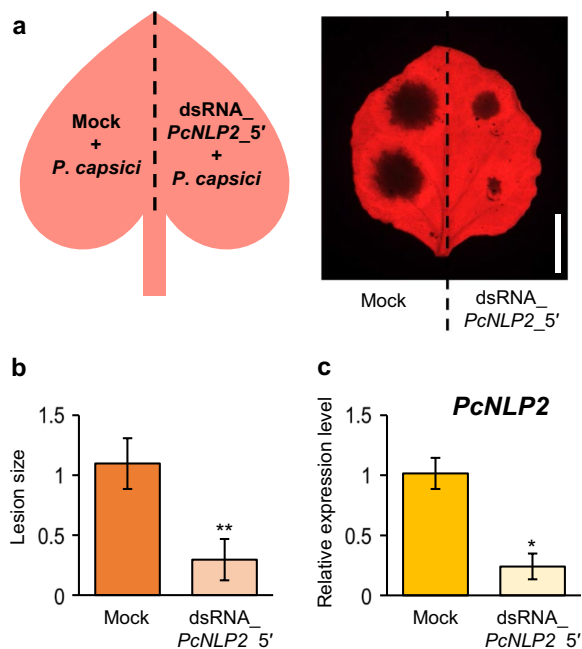 a
Mock
+
P. capsici
dsRNA_
PcNLP2_5′
+
P. capsici
Mock
dsRNA_
PcNLP2_5′
b
Lesion size
1.5
1
0.5
0
**
Mock
dsRNA_
PcNLP2_5′
c
PcNLP2
Relative expression level
1.5
1
0.5
0
*
Mock
dsRNA_
PcNLP2_5′